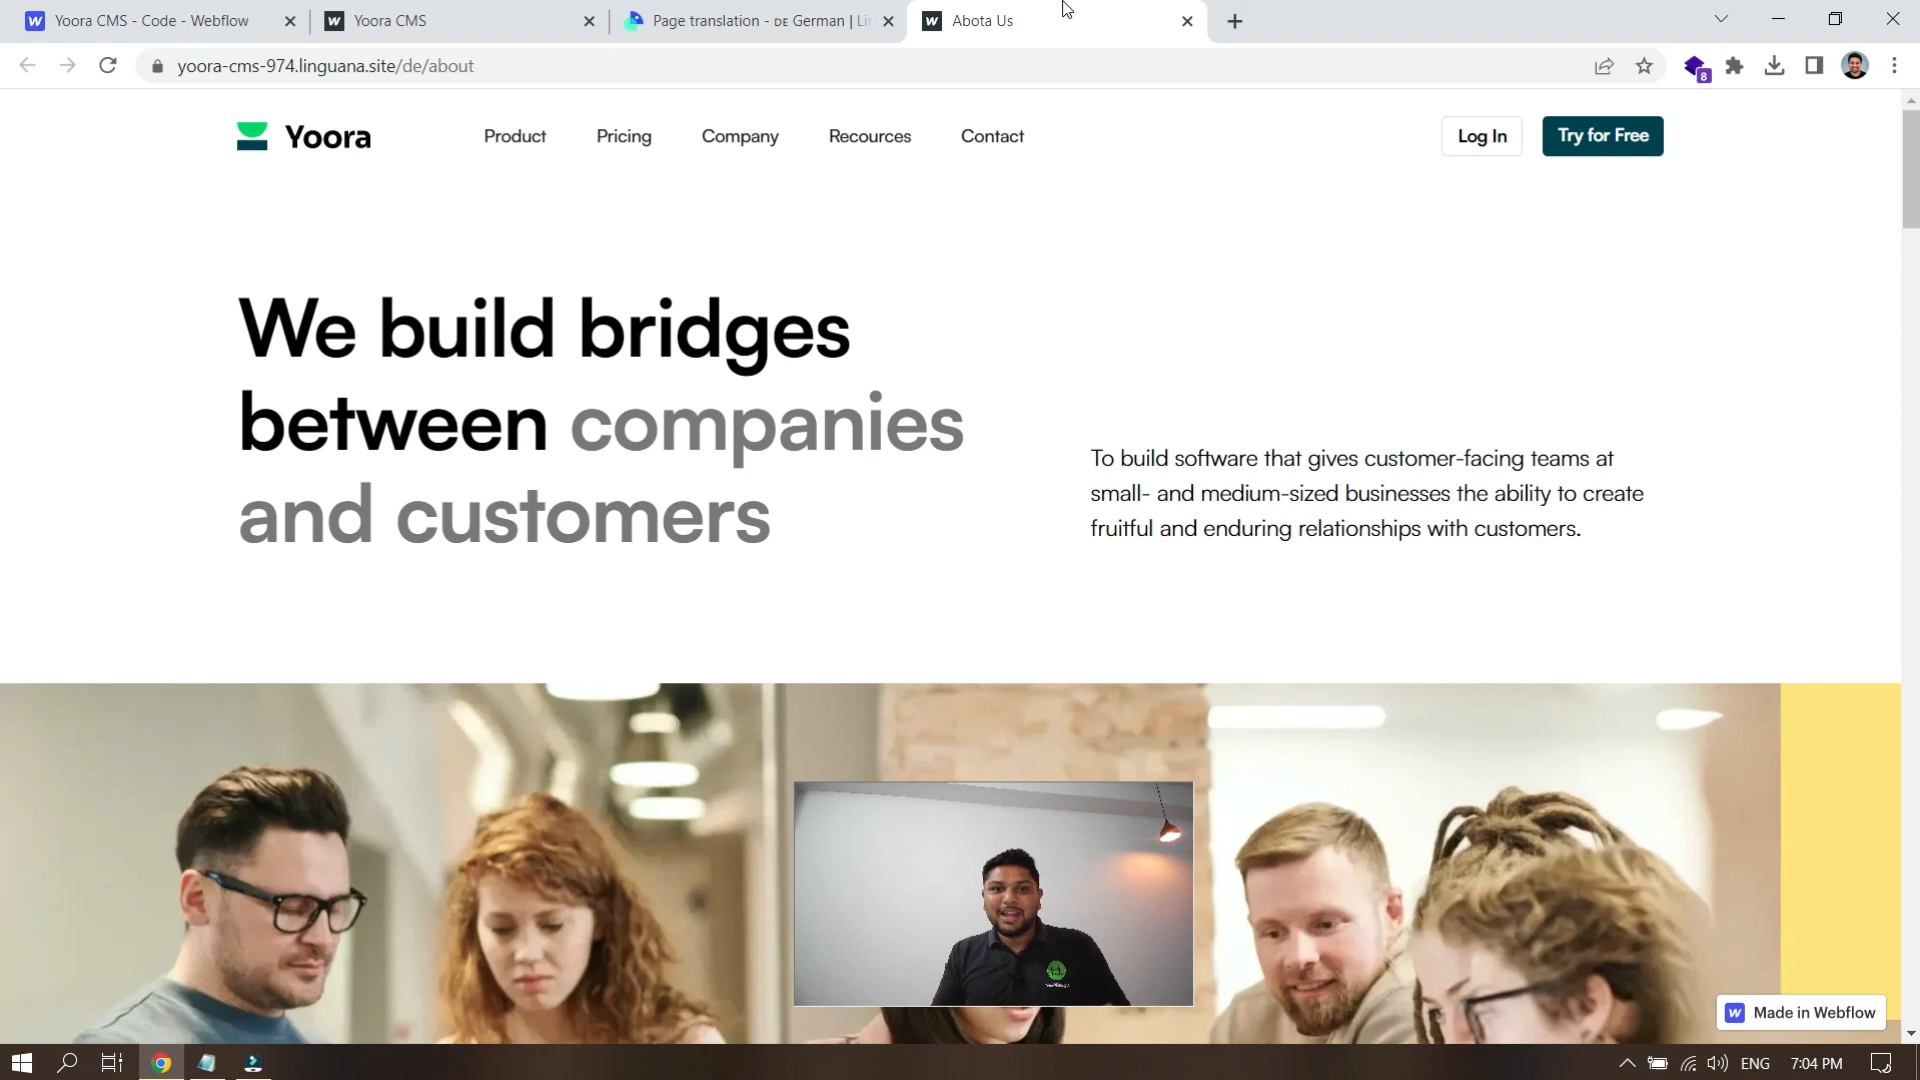 Yoora CMS - Code - Webflow
Yoora CMS
Page translation - DE German | Li
Abota Us
yoora-cms-974.linguana.site/de/about
8
Yoora
Product
Pricing
Company
Recources
Contact
Log In
Try for Free
We build bridges
between companies
and customers
To build software that gives customer-facing teams at
small- and medium-sized businesses the ability to create
fruitful and enduring relationships with customers.
Made in Webflow
ENG
7:04 PM